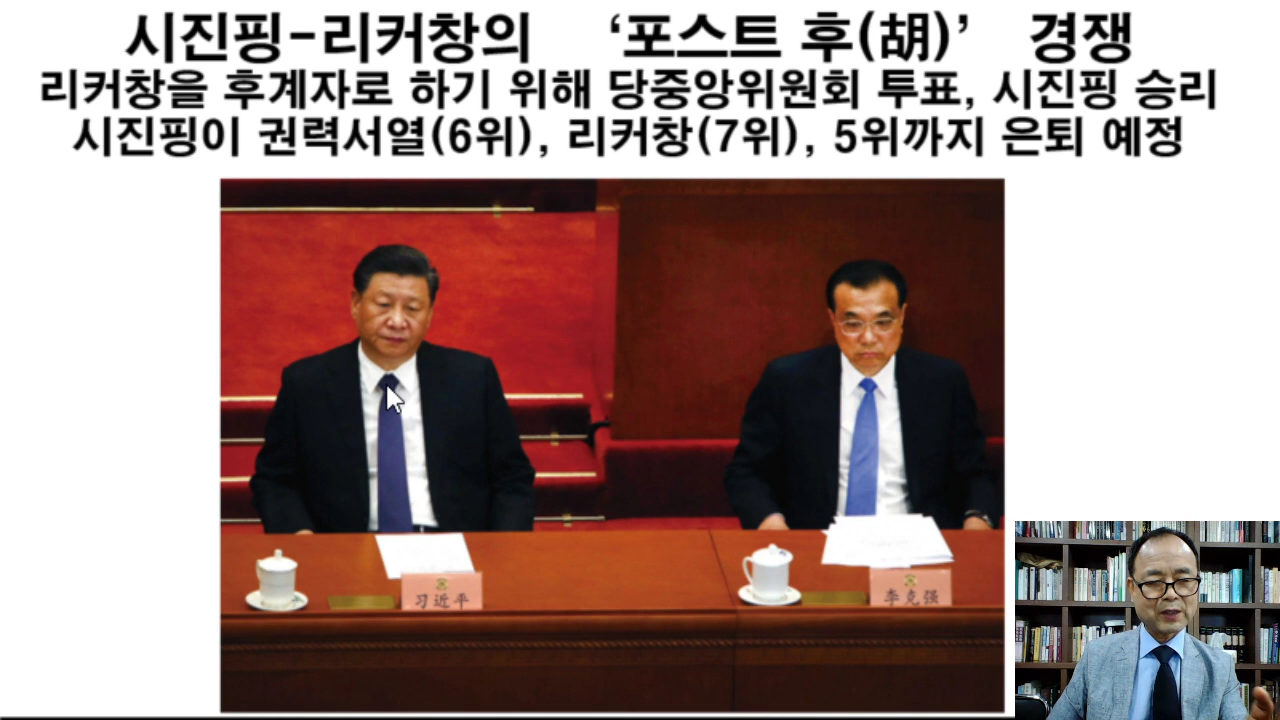 시진핑-리커창의 ‘포스트 후(胡)’ 경쟁
리커창을 후계자로 하기 위해 당중앙위원회 투표, 시진핑 승리
시진핑이 권력서열(6위), 리커창(7위), 5위까지 은퇴 예정
习近平
李克强